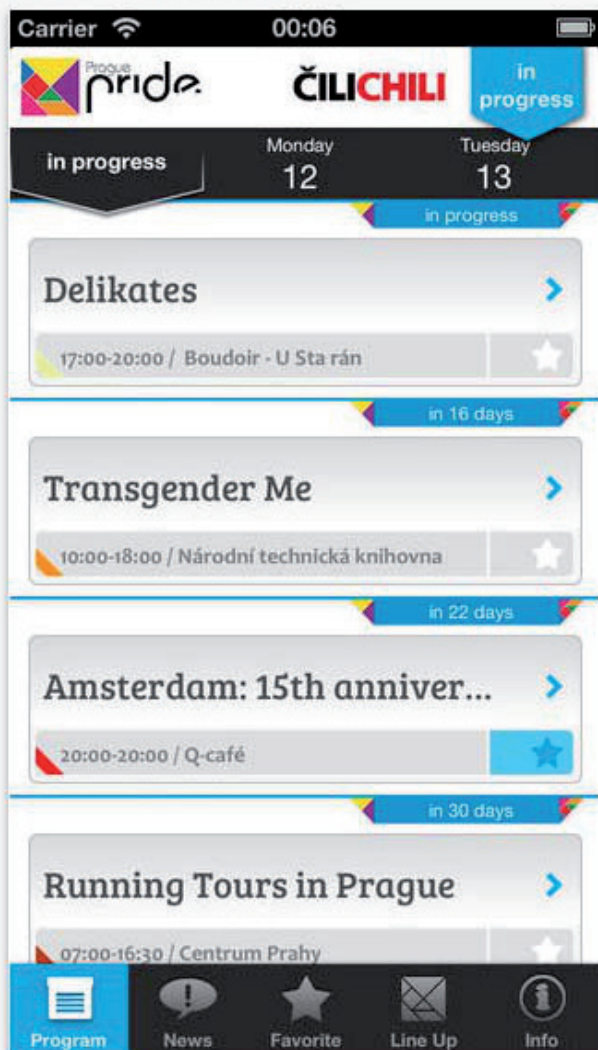 Carrier 00:06
Prague
pride
ČILICHILI
in
progress
in progress
Monday
12
Tuesday
13
in progress
Delikates
17:00-20:00 / Boudoir - U Sta rán
in 16 days
Transgender Me
10:00-18:00 / Národní technická knihovna
in 22 days
Amsterdam: 15th anniver...
20:00-20:00 / Q-café
in 30 days
Running Tours in Prague
07:00-16:30 / Centrum Prahy
Program News Favorite Line Up Info